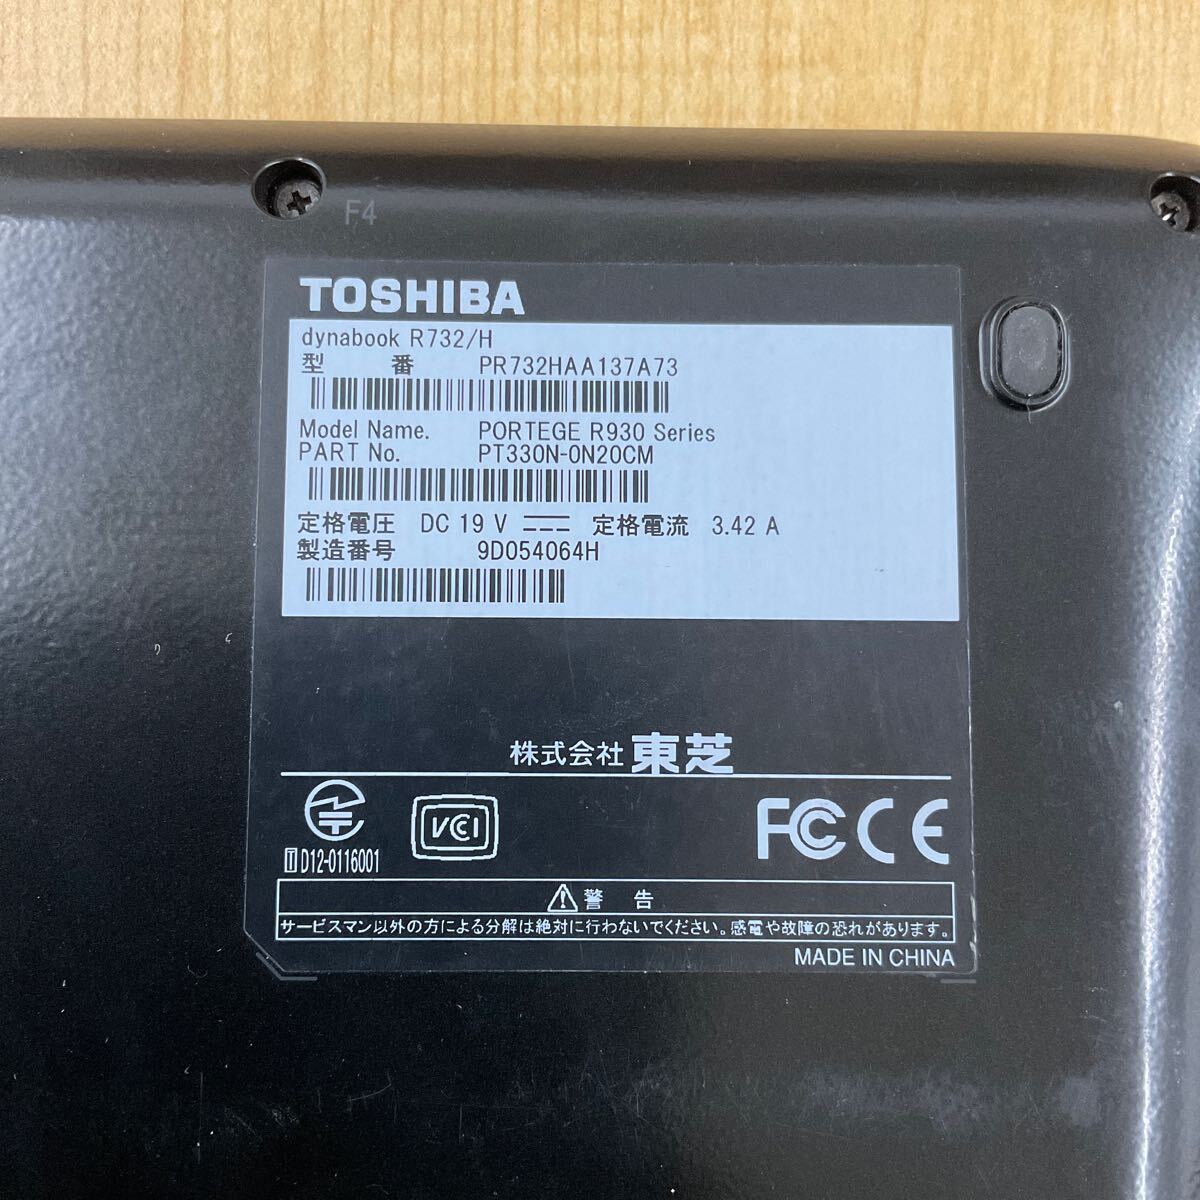 F4
TOSHIBA
dynabook R732/H
型 番 PR732HAA137A73
Model Name. PORTEGE R930 Series
PART No. PT330N-0N20CM
定格電圧 DC 19 V 定格電流 3.42 A
製造番号 9D054064H
株式会社 東芝
VCI FC CE
T D12-0116001
警 告
サービスマン以外の方による分解は絶対に行わないでください。感電や故障の恐れがあります。
MADE IN CHINA